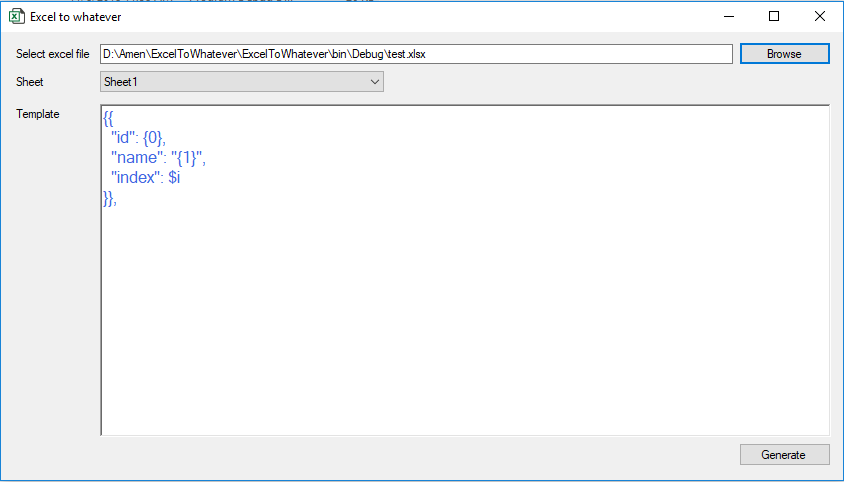 Excel to whatever
Select excel file D:\Amen\ExcelToWhatever\ExcelToWhatever\bin\Debug\test.xlsx Browse
Sheet Sheet1
Template
{{
"id": {0},
"name": "{1}",
"index": $i
}},
Generate